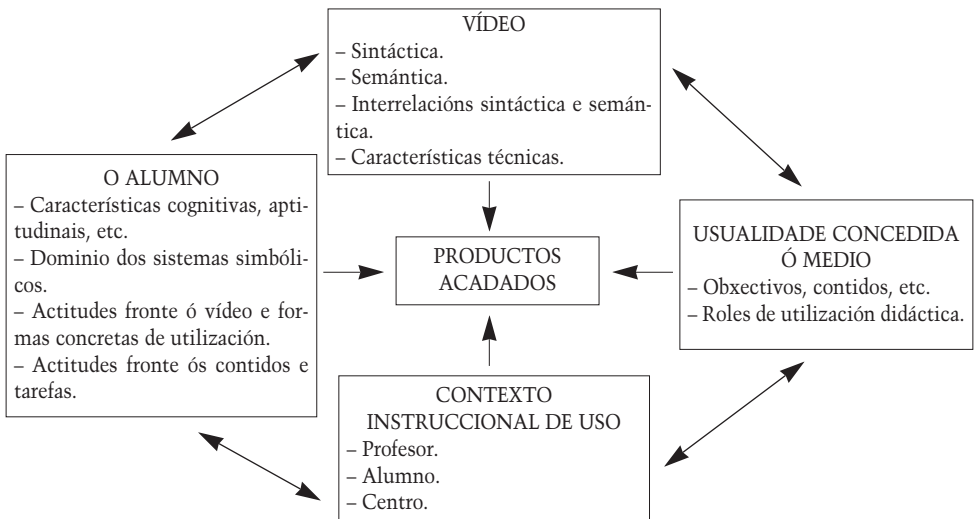 VÍDEO
– Sintáctica.
– Semántica.
– Interrelacións sintáctica e semán-
tica.
– Características técnicas.
O ALUMNO
– Características cognitivas, apti-
tudinais, etc.
– Dominio dos sistemas simbóli-
cos.
– Actitudes fronte ó vídeo e for-
mas concretas de utilización.
– Actitudes fronte ós contidos e
tarefas.
PRODUCTOS
ACADADOS
USUALIDADE CONCEDIDA
Ó MEDIO
– Obxectivos, contidos, etc.
– Roles de utilización didáctica.
CONTEXTO
INSTRUCCIONAL DE USO
– Profesor.
– Alumno.
– Centro.